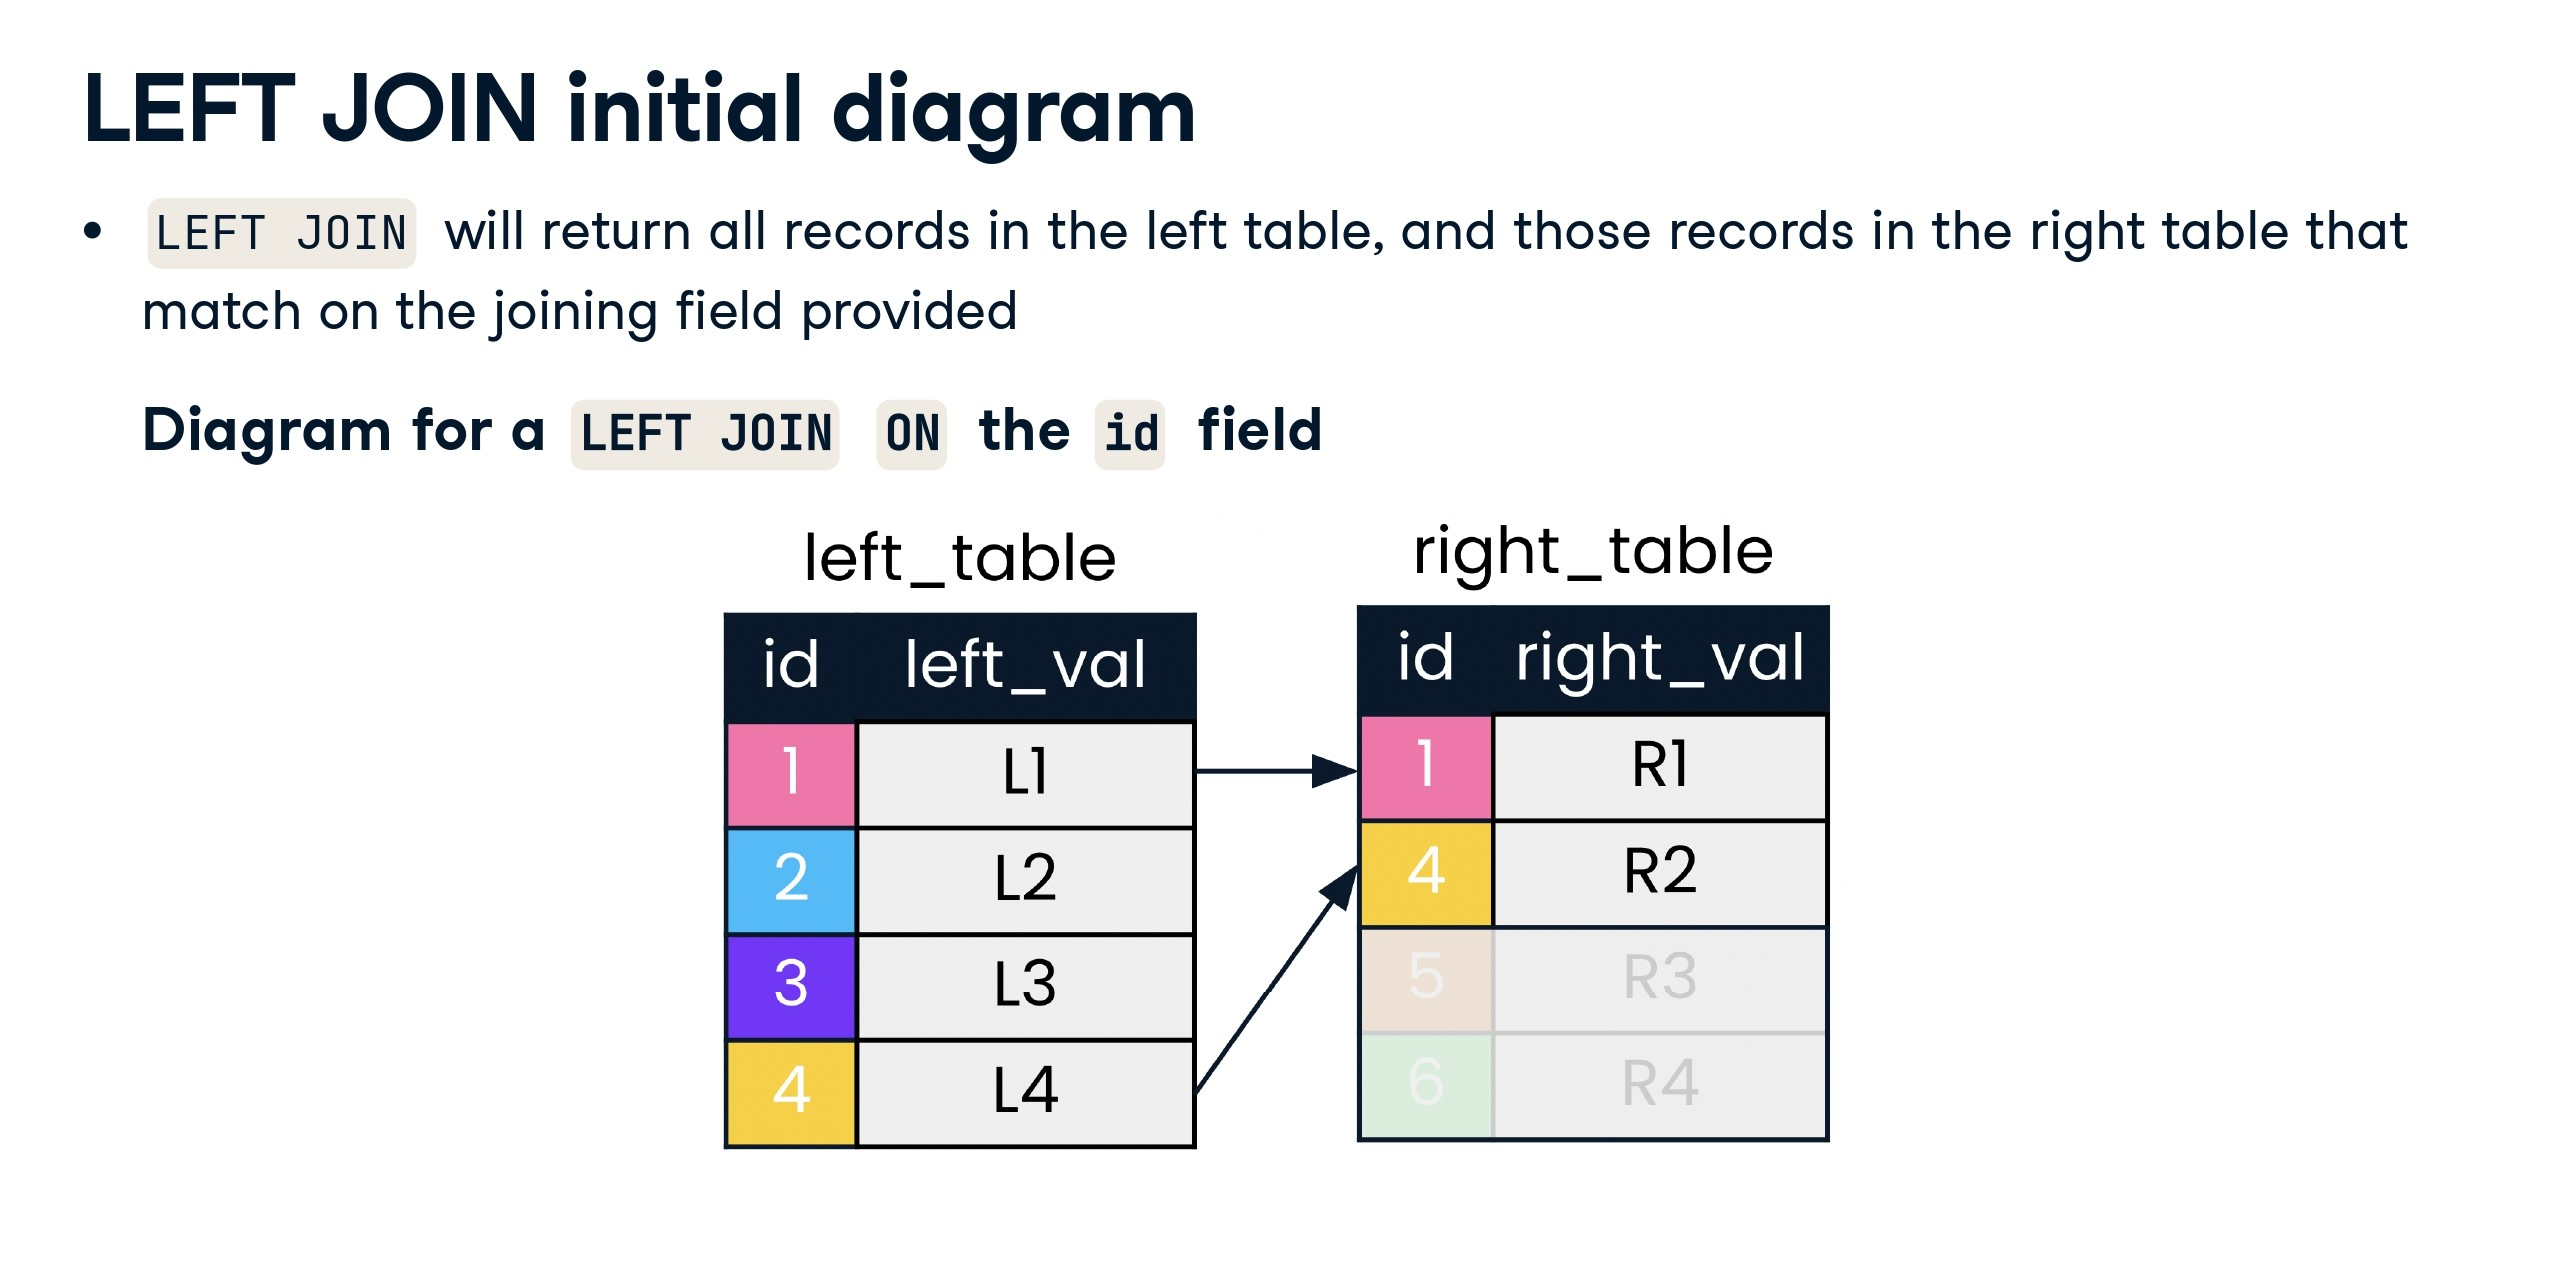 LEFT JOIN initial diagram
• LEFT JOIN will return all records in the left table, and those records in the right table that
match on the joining field provided
Diagram for a LEFT JOIN ON the id field
left_table
id left_val
1 L1
2 L2
3 L3
4 L4
right_table
id right_val
1 R1
4 R2
5 R3
6 R4